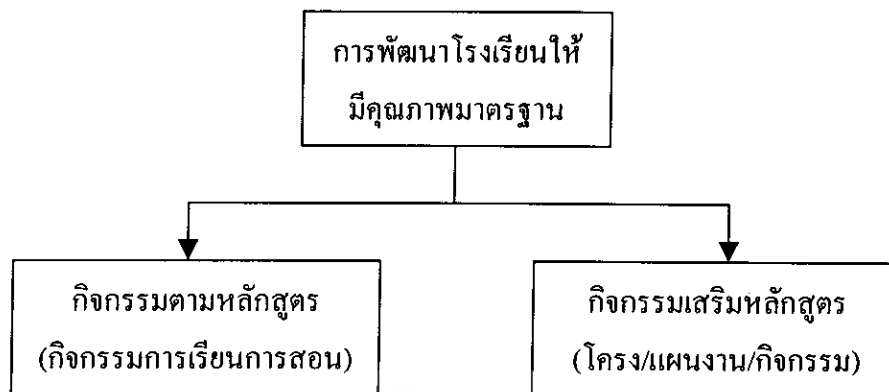 การพัฒนาโรงเรียนให้
มีคุณภาพมาตรฐาน
กิจกรรมตามหลักสูตร
(กิจกรรมการเรียนการสอน)
กิจกรรมเสริมหลักสูตร
(โครง/แผนงาน/กิจกรรม)